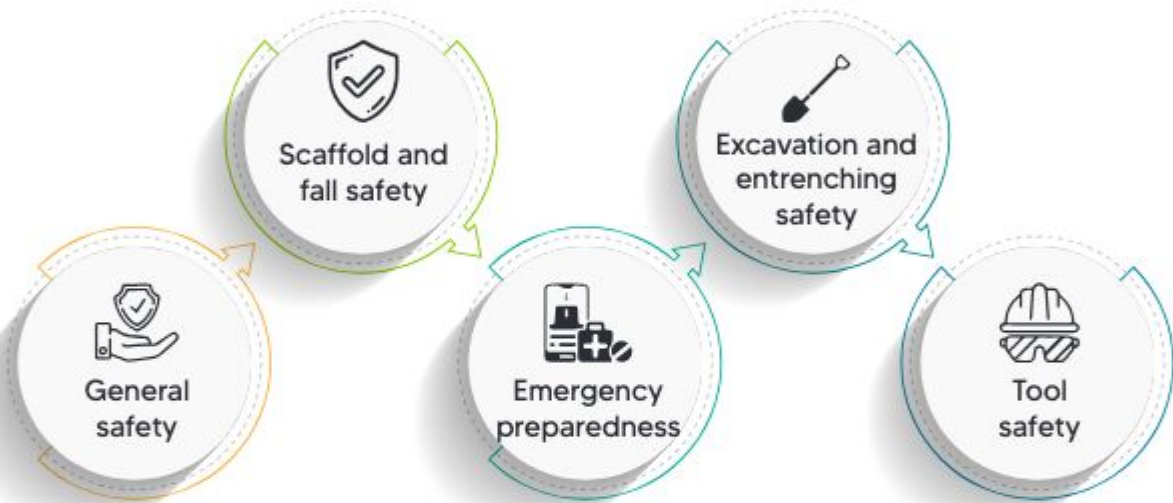 General
safety
Scaffold and
fall safety
Emergency
preparedness
Excavation and
entrenching
safety
Tool
safety